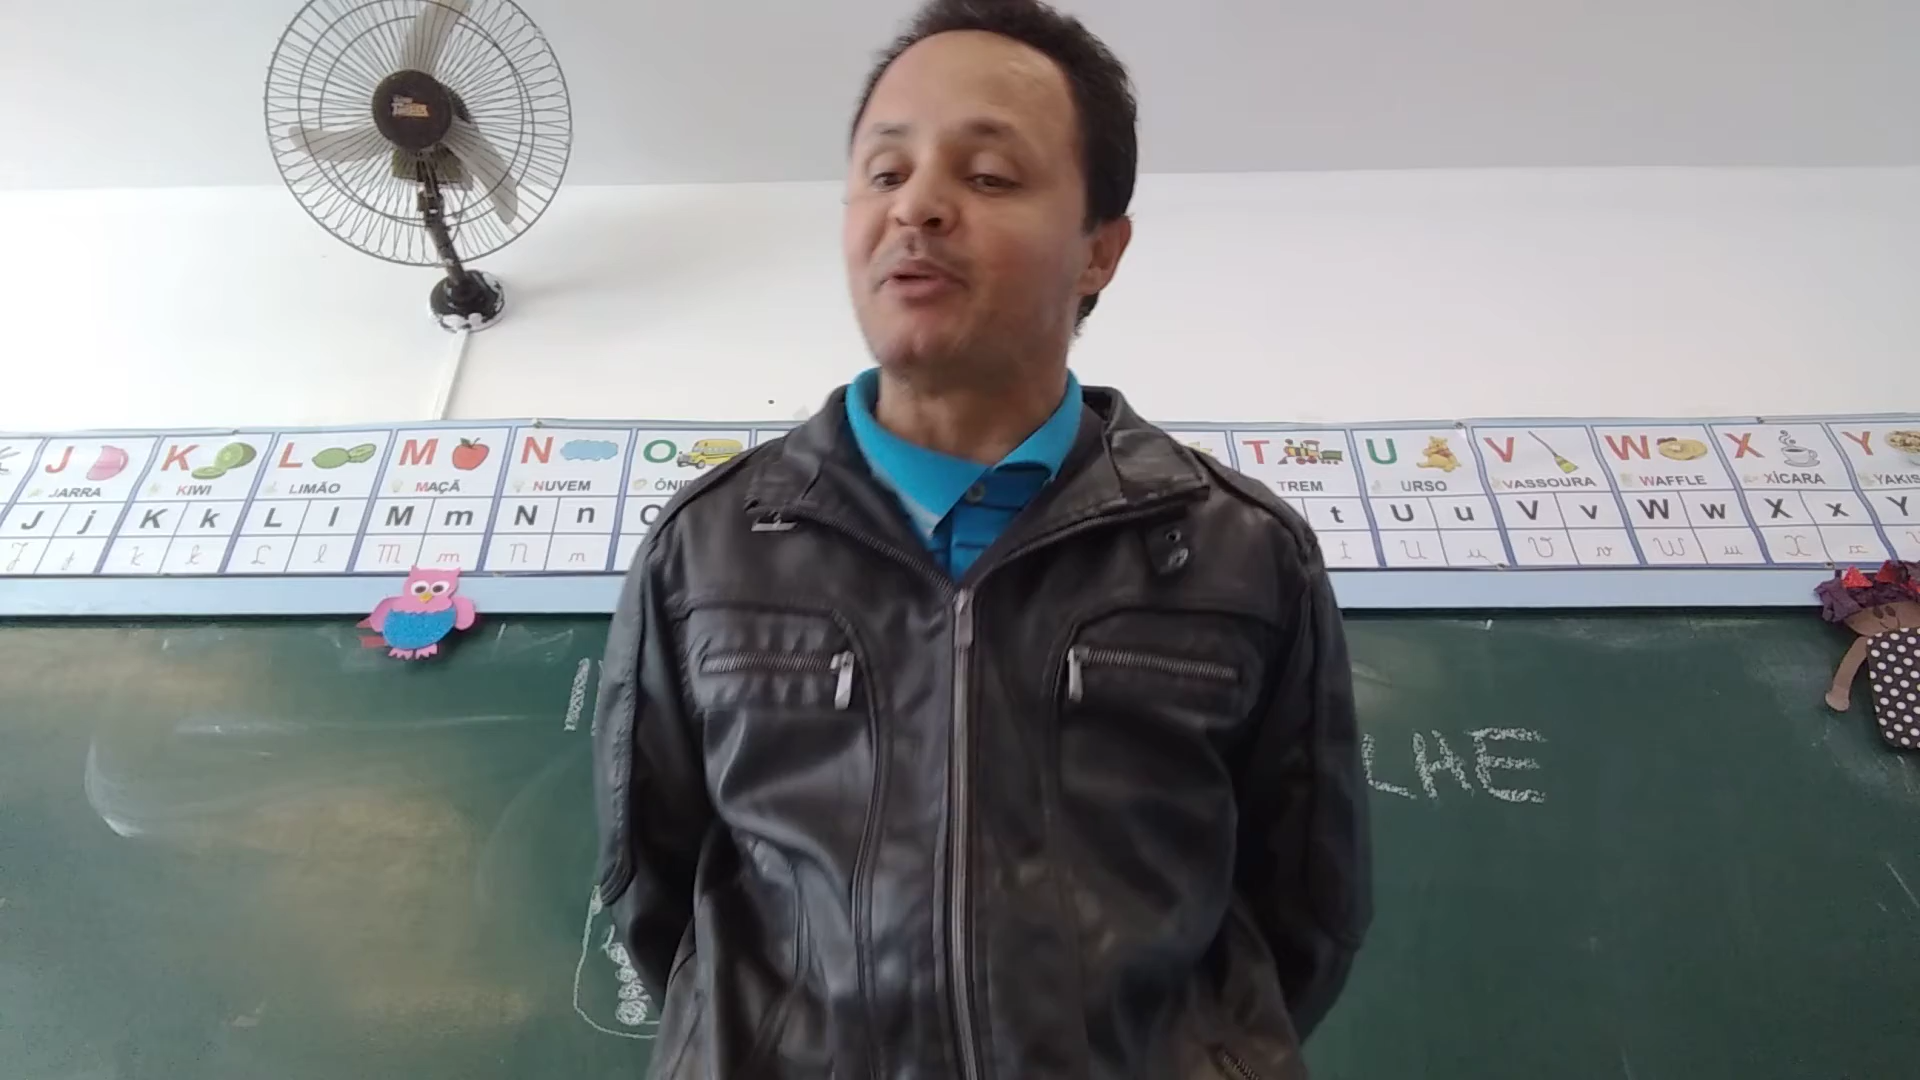 J K L M N O T U V W X Y
JARRA KIWI LIMÃO MAÇÃ NUVEM TREM URSO VASSOURA WAFFLE XÍCARA
J j K k L l M m N n t U u V v W w X x Y
J j K k L l M m N n t U u V v W w X x
LHE